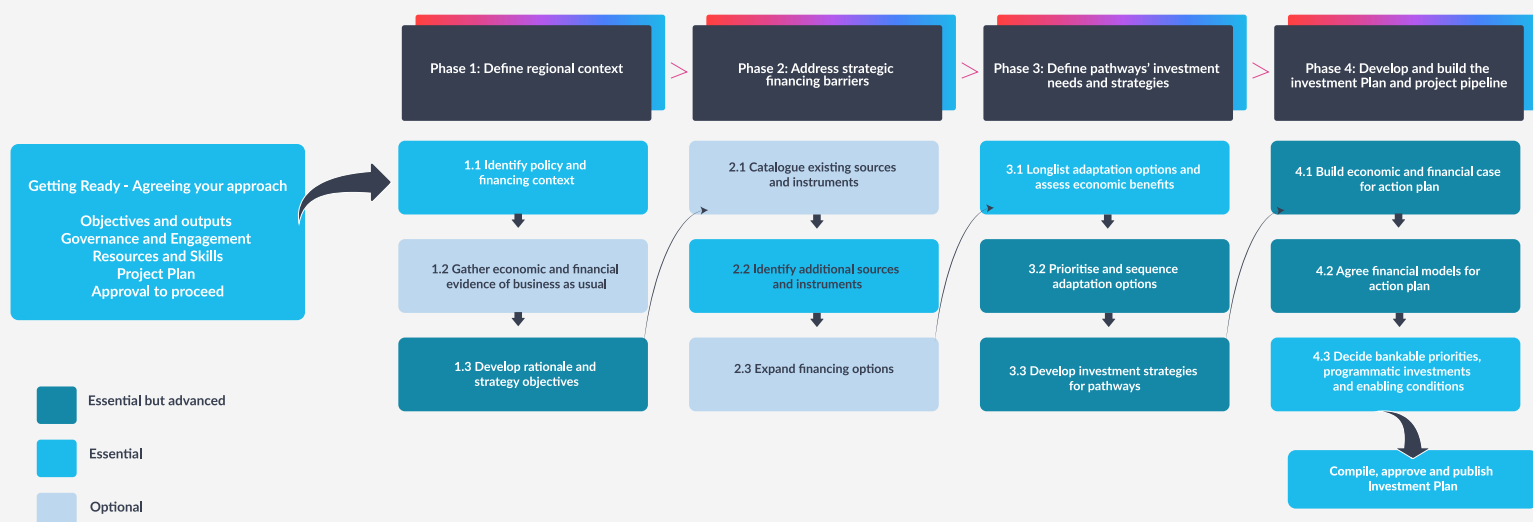 Phase 1: Define regional context
Phase 2: Address strategic
financing barriers
Phase 3: Define pathways' investment
needs and strategies
Phase 4: Develop and build the
investment Plan and project pipeline
Getting Ready - Agreeing your approach
Objectives and outputs
Governance and Engagement
Resources and Skills
Project Plan
Approval to proceed
1.1 Identify policy and
financing context
1.2 Gather economic and financial
evidence of business as usual
1.3 Develop rationale and
strategy objectives
2.1 Catalogue existing sources
and instruments
2.2 Identify additional sources
and instruments
2.3 Expand financing options
3.1 Longlist adaptation options and
assess economic benefits
3.2 Prioritise and sequence
adaptation options
3.3 Develop investment strategies
for pathways
4.1 Build economic and financial case
for action plan
4.2 Agree financial models for
action plan
4.3 Decide bankable priorities,
programmatic investments
and enabling conditions
Compile, approve and publish
Investment Plan
Essential but advanced
Essential
Optional